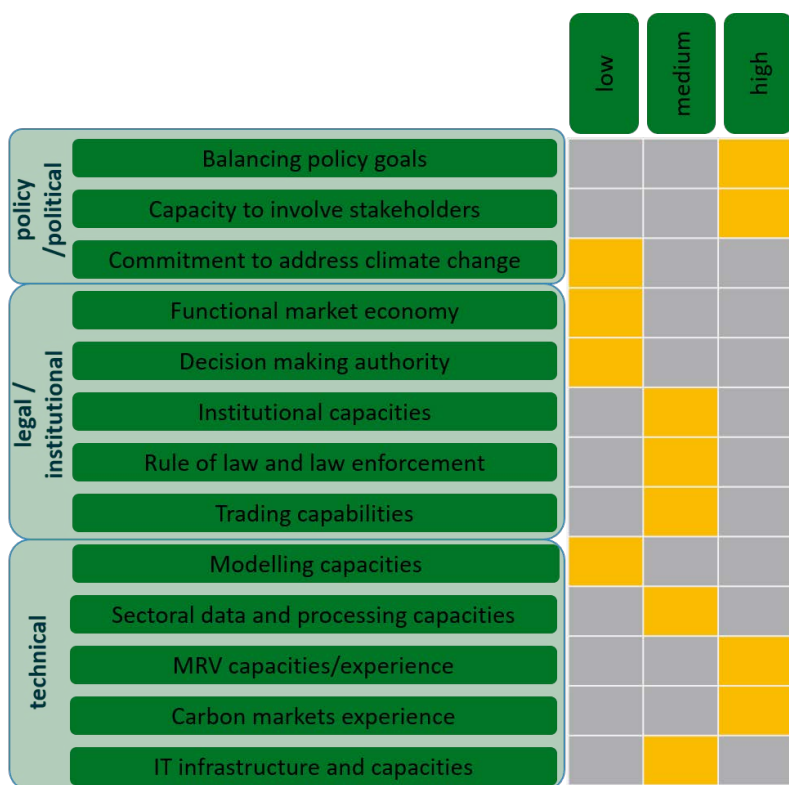 low
medium
high
policy
/political
Balancing policy goals
Capacity to involve stakeholders
Commitment to address climate change
legal /
institutional
Functional market economy
Decision making authority
Institutional capacities
Rule of law and law enforcement
Trading capabilities
technical
Modelling capacities
Sectoral data and processing capacities
MRV capacities/experience
Carbon markets experience
IT infrastructure and capacities